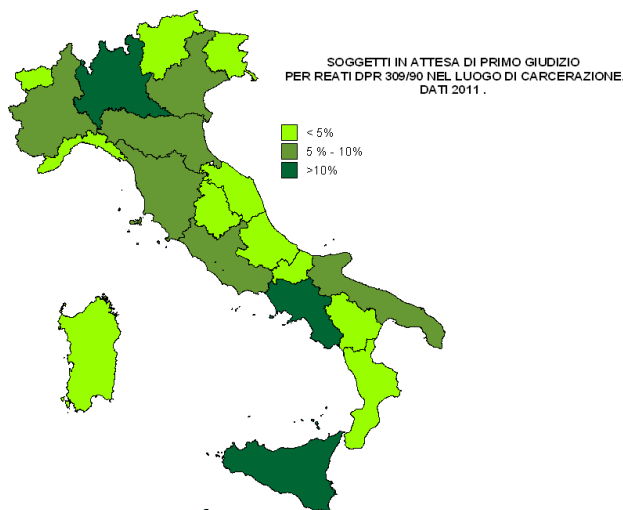 SOGGETTI IN ATTESA DI PRIMO GIUDIZIO
PER REATI DPR 309/90 NEL LUOGO DI CARCERAZIONE.
DATI 2011 .
< 5%
5 % - 10%
>10%